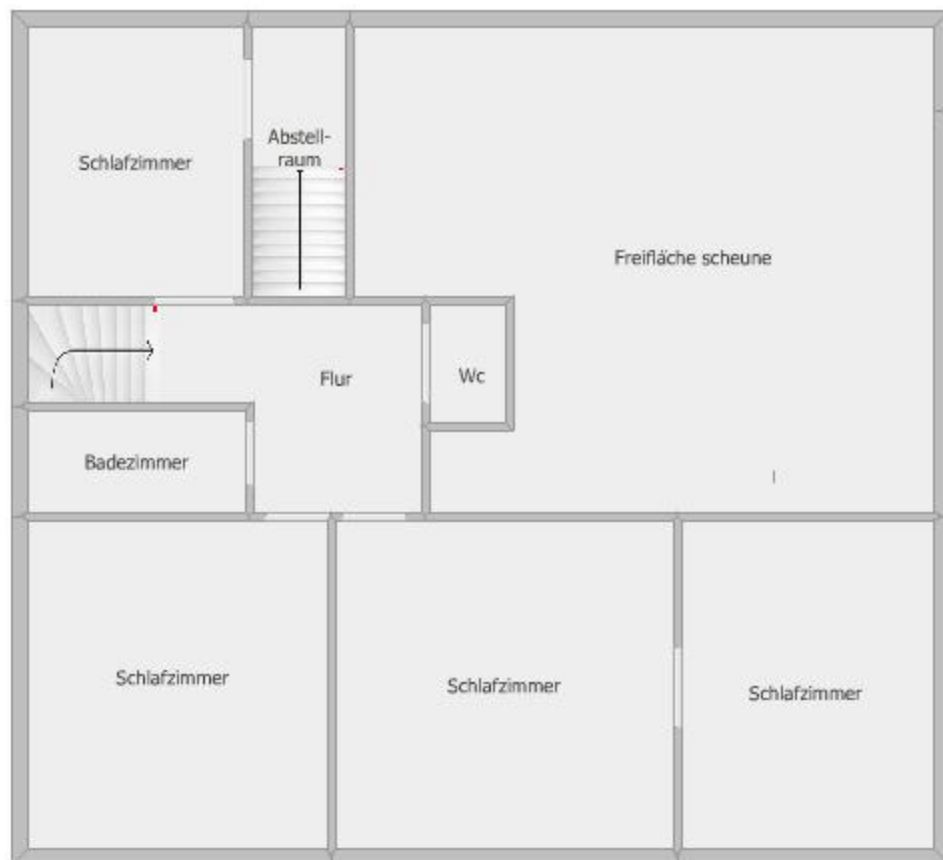 Abstell-
raum
Schlafzimmer
Freifläche scheune
Flur
Wc
Badezimmer
Schlafzimmer
Schlafzimmer
Schlafzimmer